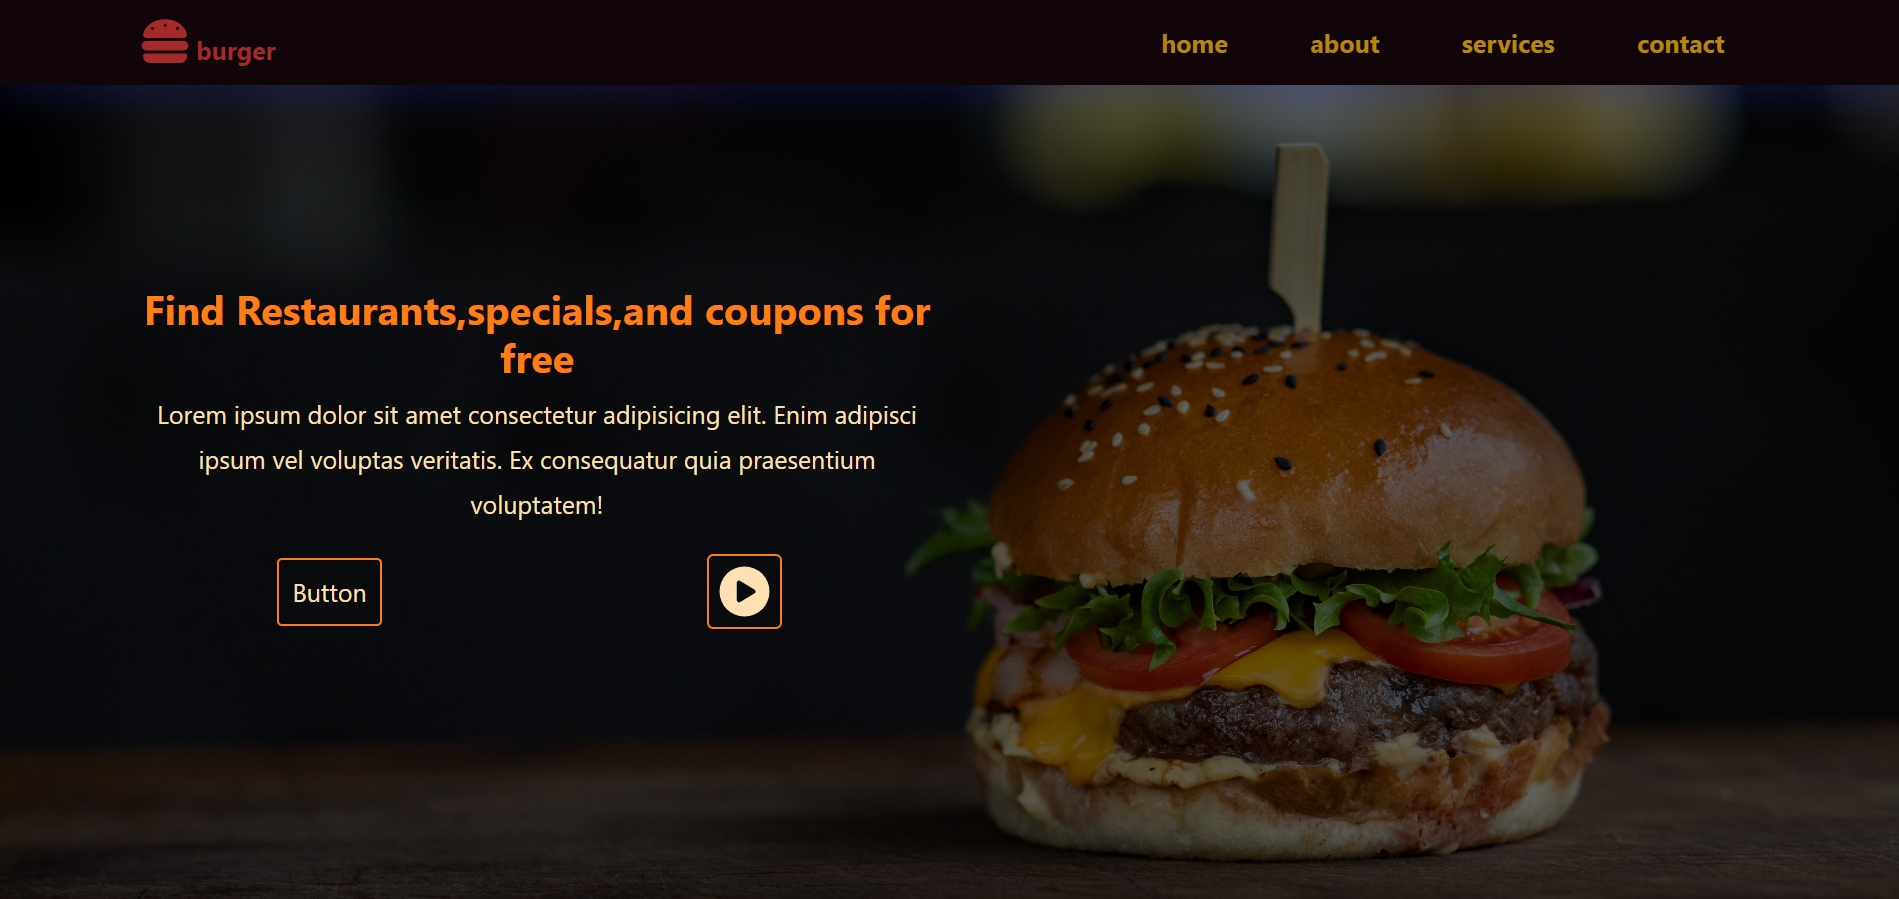 burger
home about services contact
Find Restaurants,specials,and coupons for
free
Lorem ipsum dolor sit amet consectetur adipisicing elit. Enim adipisci
ipsum vel voluptas veritatis. Ex consequatur quia praesentium
voluptatem!
Button